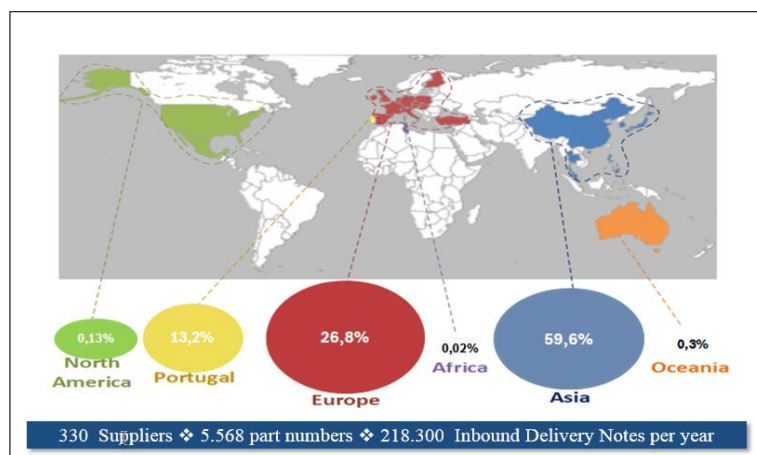 0,13%
North
America
13,2%
Portugal
26,8%
Europe
0,02%
Africa
59,6%
Asia
0,3%
Oceania
330 Suppliers ❖ 5.568 part numbers ❖ 218.300 Inbound Delivery Notes per year